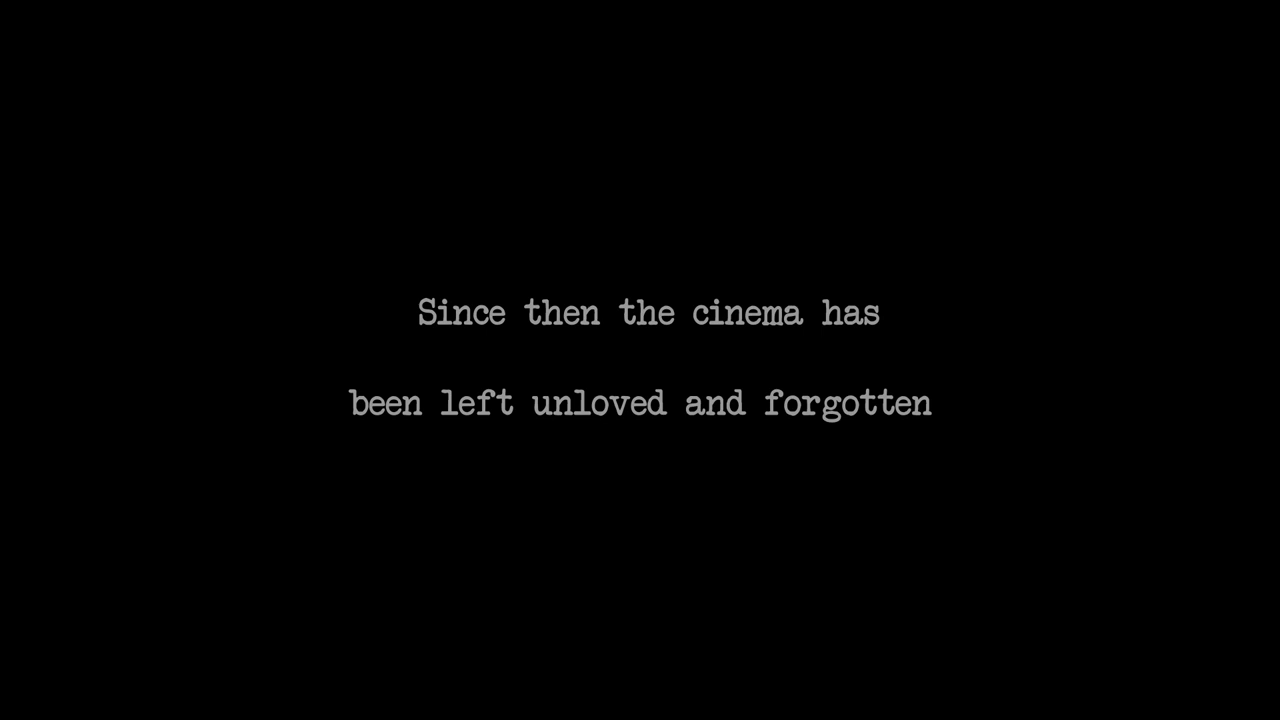 Since then the cinema has
been left unloved and forgotten